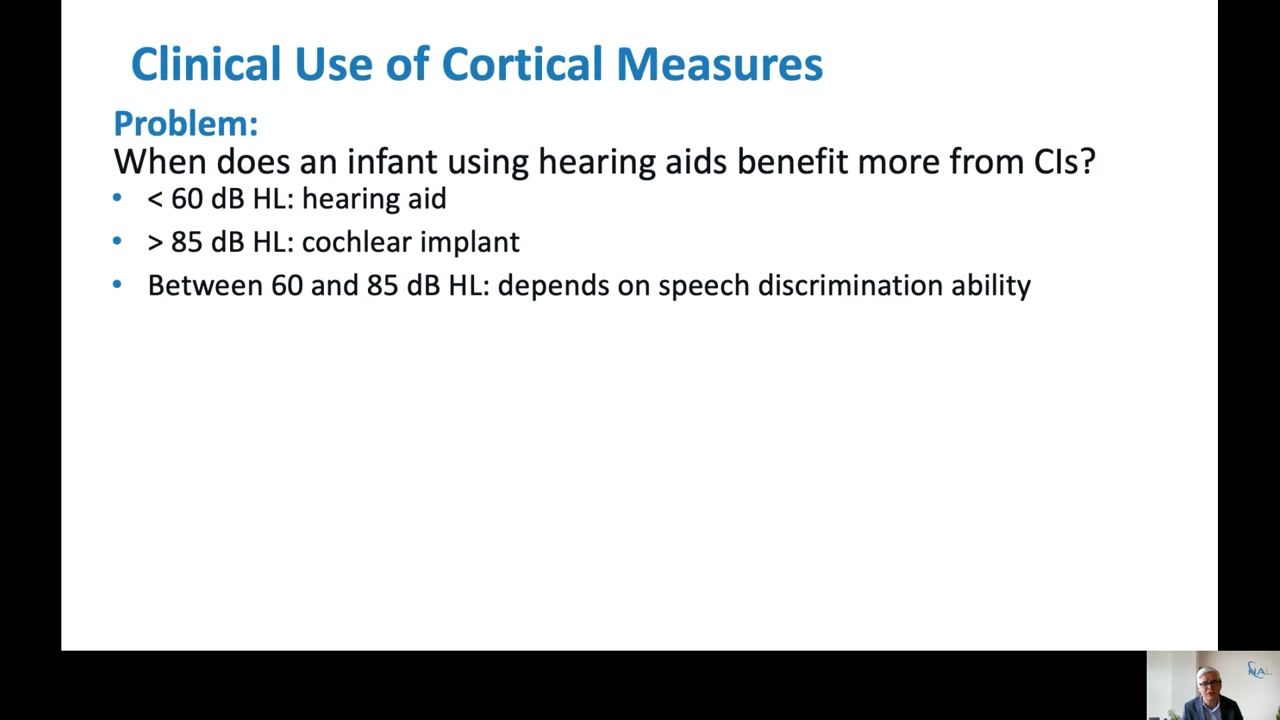 Clinical Use of Cortical Measures
Problem:
When does an infant using hearing aids benefit more from CIs?
• < 60 dB HL: hearing aid
• > 85 dB HL: cochlear implant
• Between 60 and 85 dB HL: depends on speech discrimination ability
NAL